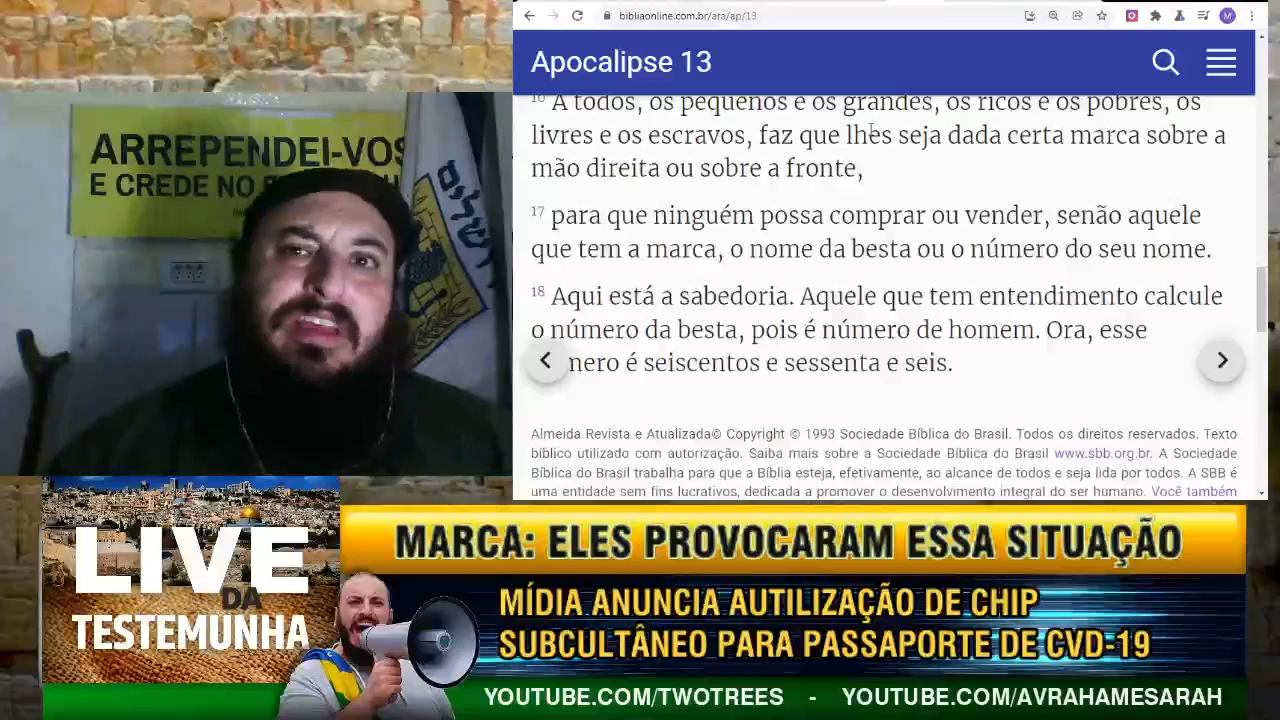 bibliaonline.com.br/ara/ap/13
Apocalipse 13
16 A todos, os pequenos e os grandes, os ricos e os pobres, os
livres e os escravos, faz que lhes seja dada certa marca sobre a
mão direita ou sobre a fronte,
17 para que ninguém possa comprar ou vender, senão aquele
que tem a marca, o nome da besta ou o número do seu nome.
18 Aqui está a sabedoria. Aquele que tem entendimento calcule
o número da besta, pois é número de homem. Ora, esse
mero é seiscentos e sessenta e seis.
Almeida Revista e Atualizada© Copyright © 1993 Sociedade Bíblica do Brasil. Todos os direitos reservados. Texto
bíblico utilizado com autorização. Saiba mais sobre a Sociedade Bíblica do Brasil www.sbb.org.br. A Sociedade
Bíblica do Brasil trabalha para que a Bíblia esteja, efetivamente, ao alcance de todos e seja lida por todos. A SBB é
uma entidade sem fins lucrativos, dedicada a promover o desenvolvimento integral do ser humano. Você também
M
ARREPENDEI-VOS
E CREDE NO
ירושלים
LIVE
DA
TESTEMUNHA
MARCA: ELES PROVOCARAM ESSA SITUAÇÃO
MÍDIA ANUNCIA AUTILIZAÇÃO DE CHIP
SUBCULTÂNEO PARA PASSAPORTE DE CVD-19
YOUTUBE.COM/TWOTREES - YOUTUBE.COM/AVRAHAMESARAH